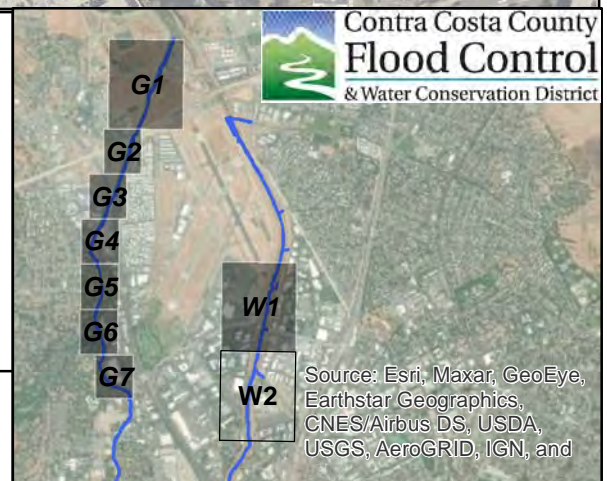 Contra Costa County
Flood Control
& Water Conservation District
G1
G2
G3
G4
G5
G6
G7
W1
W2
Source: Esri, Maxar, GeoEye,
Earthstar Geographics,
CNES/Airbus DS, USDA,
USGS, AeroGRID, IGN, and